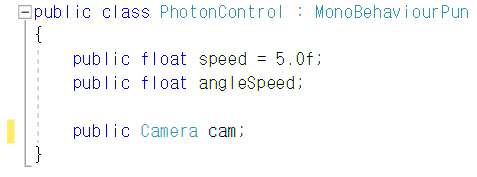 public class PhotonControl : MonoBehaviourPun
{
public float speed = 5.0f;
public float angleSpeed;
public Camera cam;
}